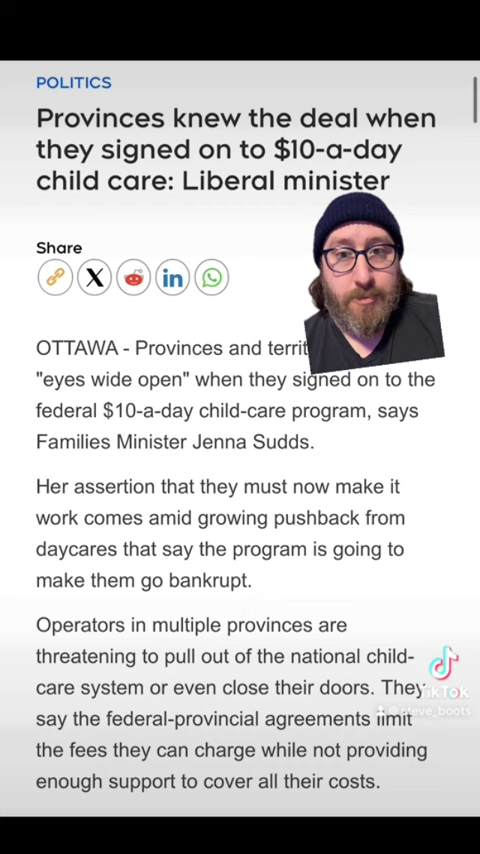 POLITICS
Provinces knew the deal when
they signed on to $10-a-day
child care: Liberal minister
Share
OTTAWA - Provinces and territ
"eyes wide open" when they signed on to the
federal $10-a-day child-care program, says
Families Minister Jenna Sudds.
Her assertion that they must now make it
work comes amid growing pushback from
daycares that say the program is going to
make them go bankrupt.
Operators in multiple provinces are
threatening to pull out of the national child-
care system or even close their doors. They
say the federal-provincial agreements limit
the fees they can charge while not providing
enough support to cover all their costs.
TikTok
@steve_boots